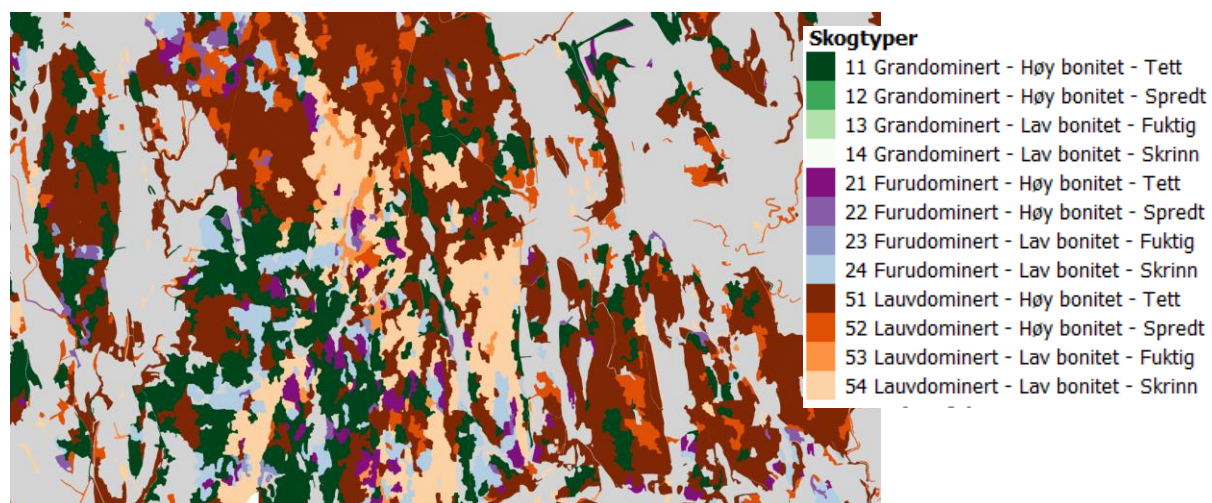 Skogtyper
11 Grandominert - Høy bonitet - Tett
12 Grandominert - Høy bonitet - Spredt
13 Grandominert - Lav bonitet - Fuktig
14 Grandominert - Lav bonitet - Skrinn
21 Furudominert - Høy bonitet - Tett
22 Furudominert - Høy bonitet - Spredt
23 Furudominert - Lav bonitet - Fuktig
24 Furudominert - Lav bonitet - Skrinn
51 Lauvdominert - Høy bonitet - Tett
52 Lauvdominert - Høy bonitet - Spredt
53 Lauvdominert - Lav bonitet - Fuktig
54 Lauvdominert - Lav bonitet - Skrinn